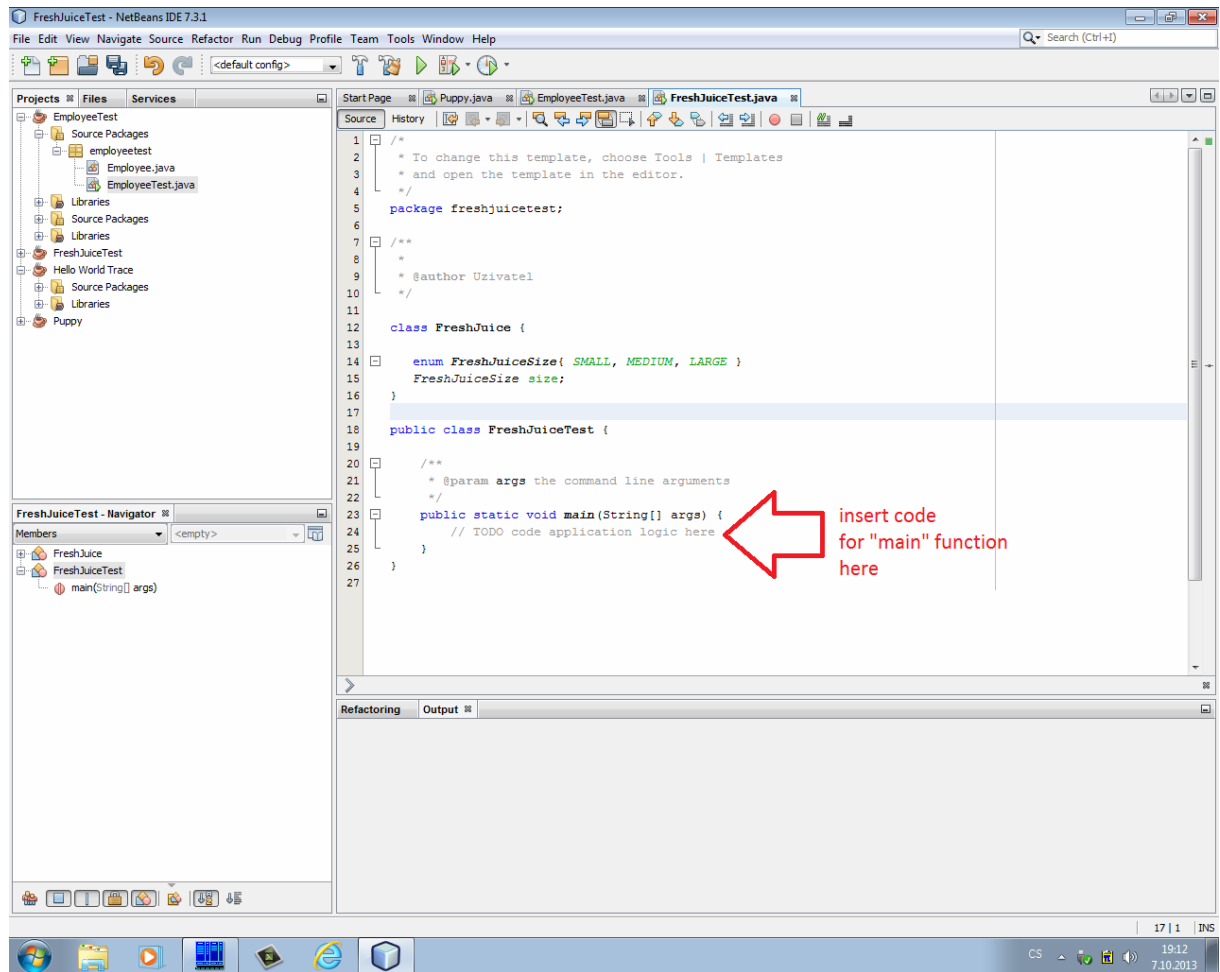 FreshJuiceTest - NetBeans IDE 7.3.1
File Edit View Navigate Source Refactor Run Debug Profile Team Tools Window Help
Search (Ctrl+I)
<default config>
Projects Files Services
EmployeeTest
Source Packages
employeetest
Employee.java
EmployeeTest.java
Libraries
Source Packages
Libraries
FreshJuiceTest
Hello World Trace
Source Packages
Libraries
Puppy
FreshJuiceTest - Navigator
Members <empty>
FreshJuice
FreshJuiceTest
main(String[] args)
Start Page Puppy.java EmployeeTest.java FreshJuiceTest.java
Source History
1 /*
2 * To change this template, choose Tools | Templates
3 * and open the template in the editor.
4 */
5 package freshjuicetest;
6
7 /**
8 *
9 * @author Uzivatel
10 */
11
12 class FreshJuice {
13
14 enum FreshJuiceSize{ SMALL, MEDIUM, LARGE }
15 FreshJuiceSize size;
16 }
17
18 public class FreshJuiceTest {
19
20 /**
21 * @param args the command line arguments
22 */
23 public static void main(String[] args) {
24 // TODO code application logic here
25 }
26 }
27
insert code
for "main" function
here
Refactoring Output
17 | 1 INS
CS 19:12
7.10.2013